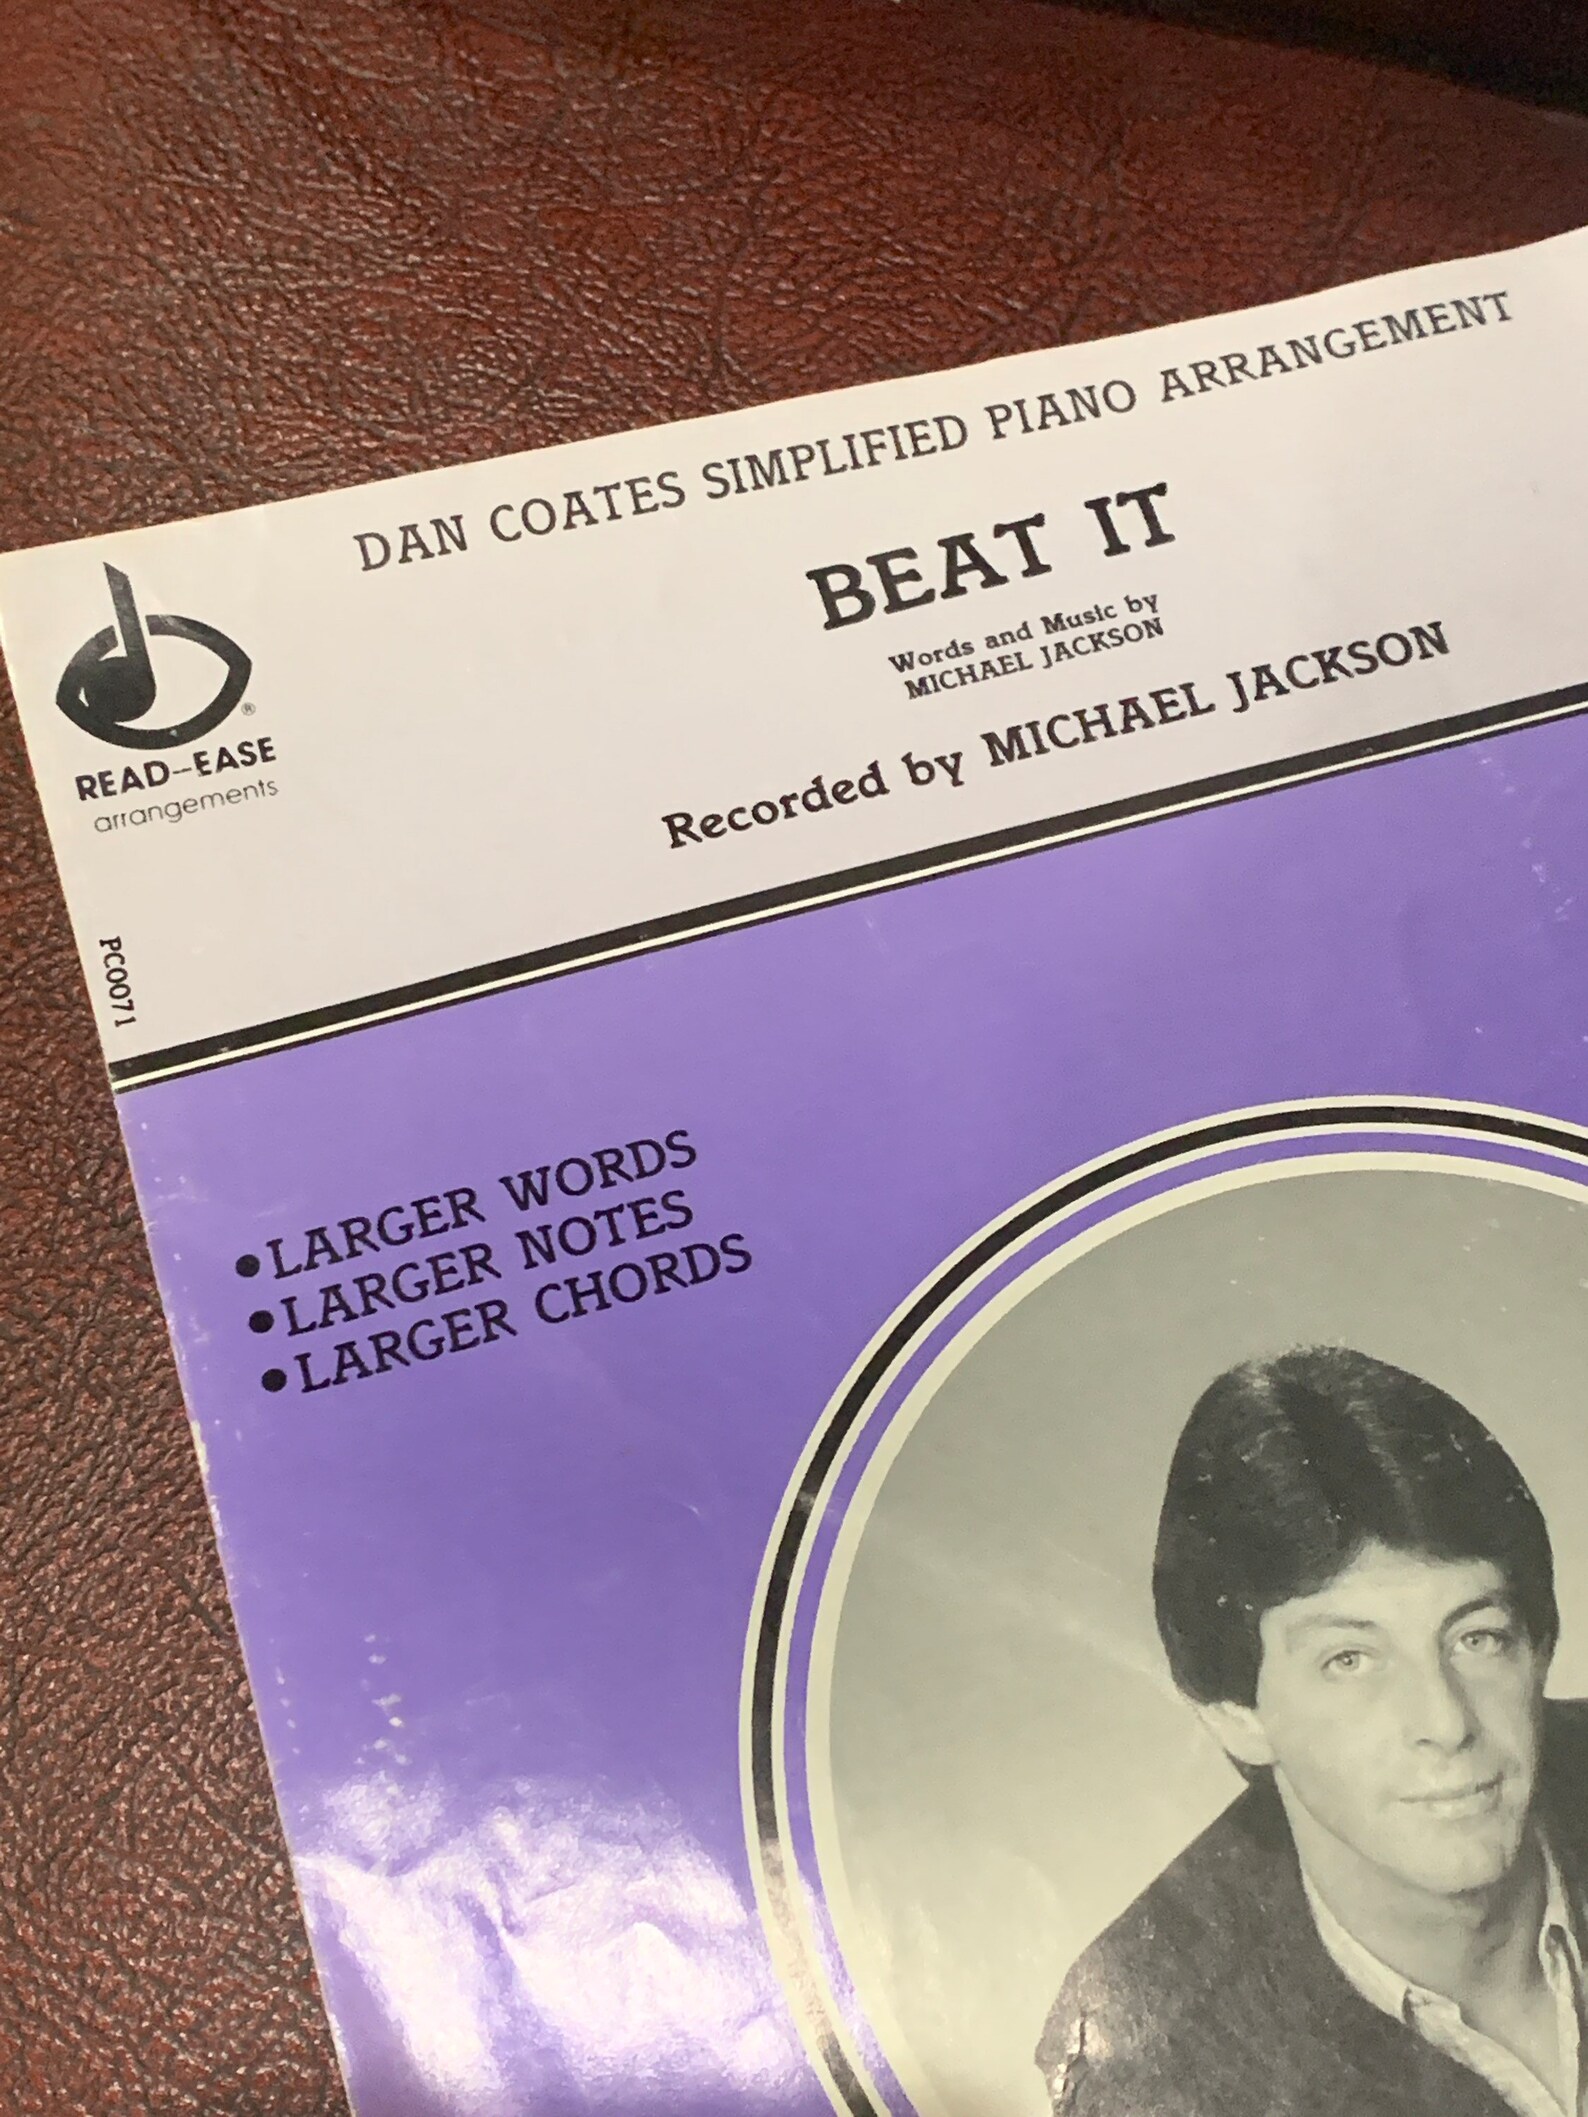 DAN COATES SIMPLIFIED PIANO ARRANGEMENT
BEAT IT
Words and Music by
MICHAEL JACKSON
Recorded by MICHAEL JACKSON
®
READ-EASE
arrangements
PC0071
•LARGER WORDS
•LARGER NOTES
•LARGER CHORDS